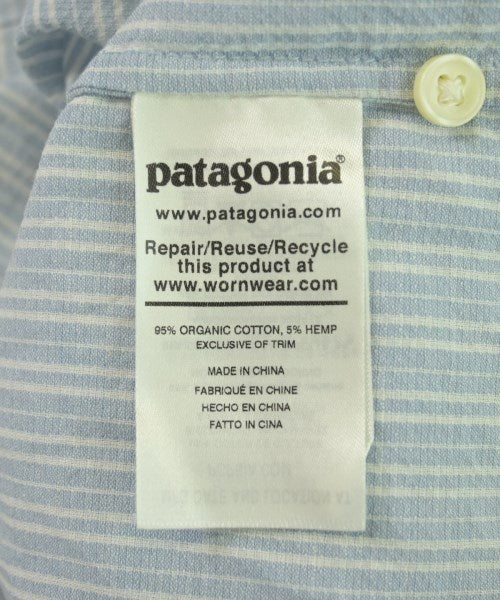 patagonia®
www.patagonia.com
Repair/Reuse/Recycle
this product at
www.wornwear.com
95% ORGANIC COTTON, 5% HEMP
EXCLUSIVE OF TRIM
MADE IN CHINA
FABRIQUÉ EN CHINE
HECHO EN CHINA
FATTO IN CINA